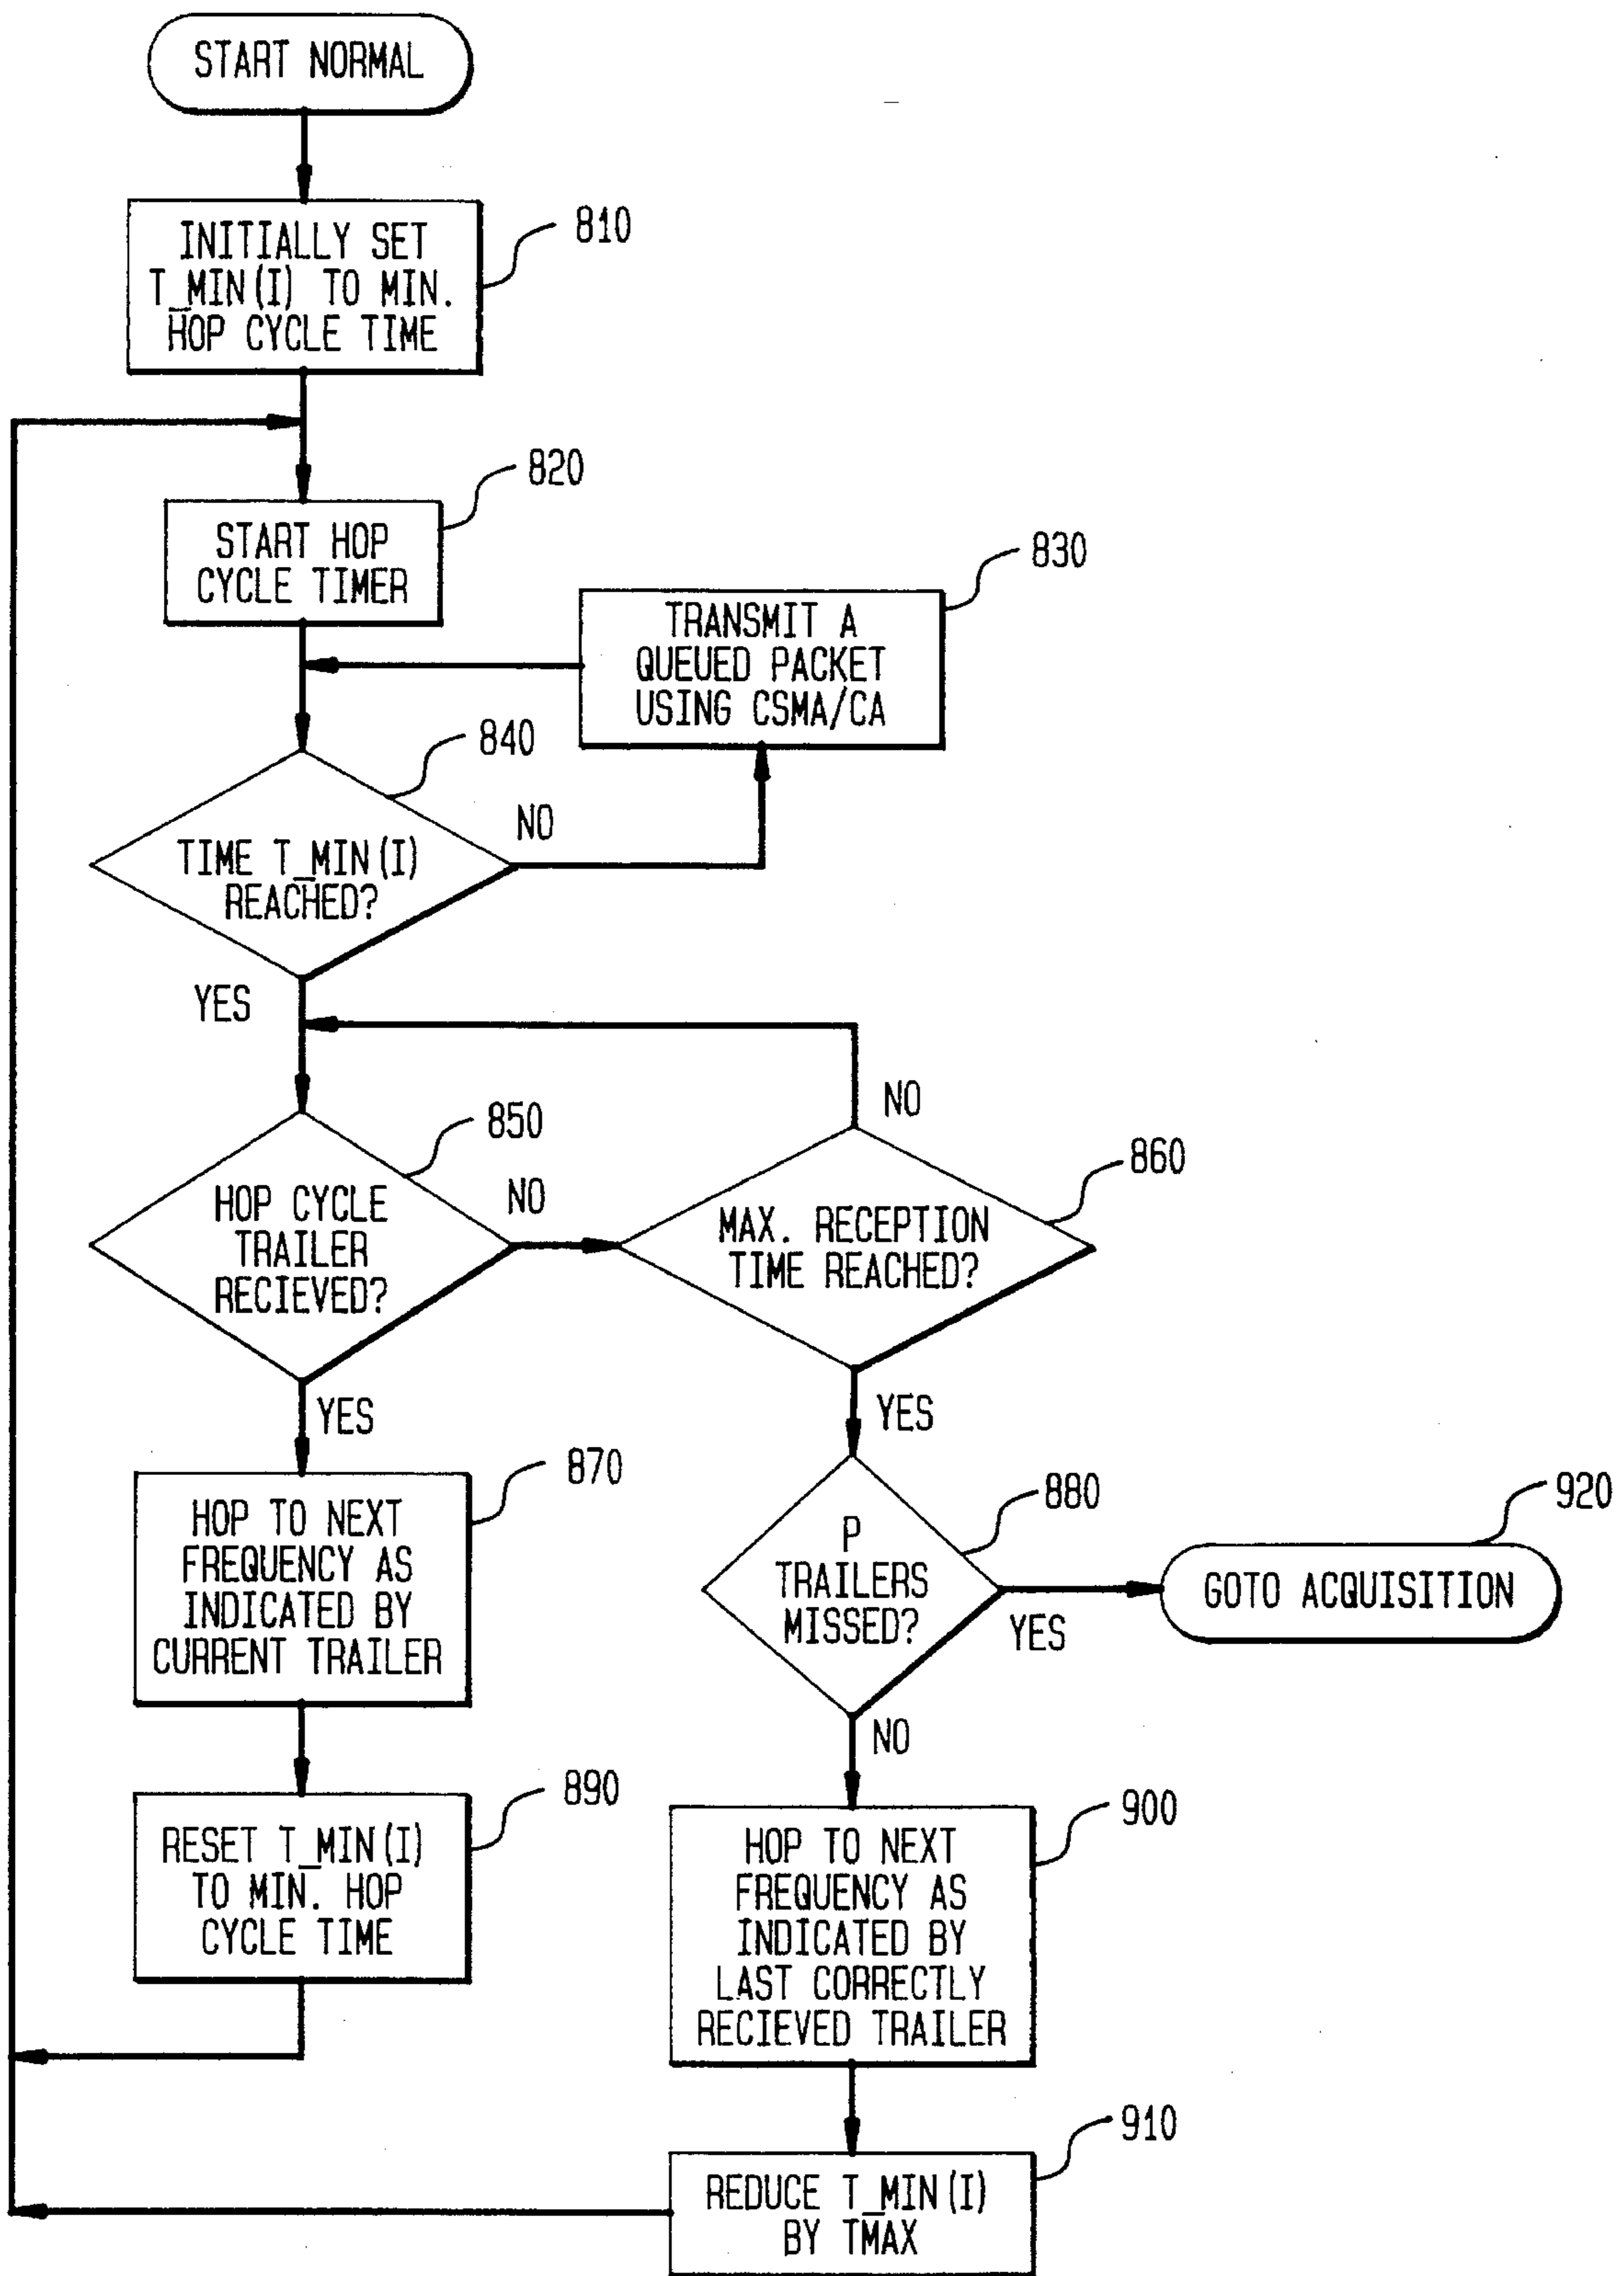 START NORMAL
INITIALLY SET
T_MIN(I) TO MIN.
HOP CYCLE TIME
810
START HOP
CYCLE TIMER
820
TRANSMIT A
QUEUED PACKET
USING CSMA/CA
830
TIME T_MIN(I)
REACHED?
840
NO
YES
HOP CYCLE
TRAILER
RECIEVED?
850
NO
YES
MAX. RECEPTION
TIME REACHED?
860
NO
YES
HOP TO NEXT
FREQUENCY AS
INDICATED BY
CURRENT TRAILER
870
P
TRAILERS
MISSED?
880
YES
NO
GOTO ACQUISITION
920
RESET T_MIN(I)
TO MIN. HOP
CYCLE TIME
890
HOP TO NEXT
FREQUENCY AS
INDICATED BY
LAST CORRECTLY
RECIEVED TRAILER
900
REDUCE T_MIN(I)
BY TMAX
910